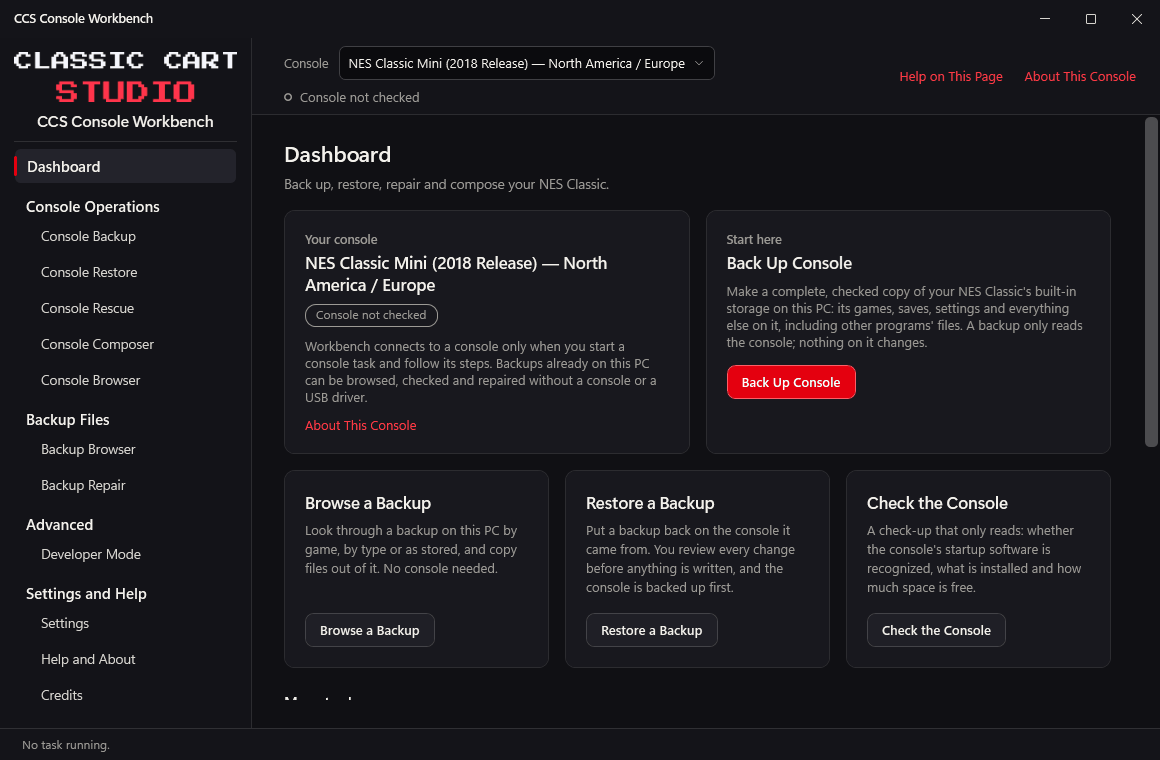 CCS Console Workbench
CLASSIC CART
STUDIO
CCS Console Workbench
Dashboard
Console Operations
Console Backup
Console Restore
Console Rescue
Console Composer
Console Browser
Backup Files
Backup Browser
Backup Repair
Advanced
Developer Mode
Settings and Help
Settings
Help and About
Credits
Console
NES Classic Mini (2018 Release) — North America / Europe
Console not checked
Help on This Page
About This Console
Dashboard
Back up, restore, repair and compose your NES Classic.
Your console
NES Classic Mini (2018 Release) — North
America / Europe
Console not checked
Workbench connects to a console only when you start a
console task and follow its steps. Backups already on this PC
can be browsed, checked and repaired without a console or a
USB driver.
About This Console
Start here
Back Up Console
Make a complete, checked copy of your NES Classic's built-in
storage on this PC: its games, saves, settings and everything
else on it, including other programs' files. A backup only reads
the console; nothing on it changes.
Back Up Console
Browse a Backup
Look through a backup on this PC by
game, by type or as stored, and copy
files out of it. No console needed.
Browse a Backup
Restore a Backup
Put a backup back on the console it
came from. You review every change
before anything is written, and the
console is backed up first.
Restore a Backup
Check the Console
A check-up that only reads: whether
the console's startup software is
recognized, what is installed and how
much space is free.
Check the Console
No task running.